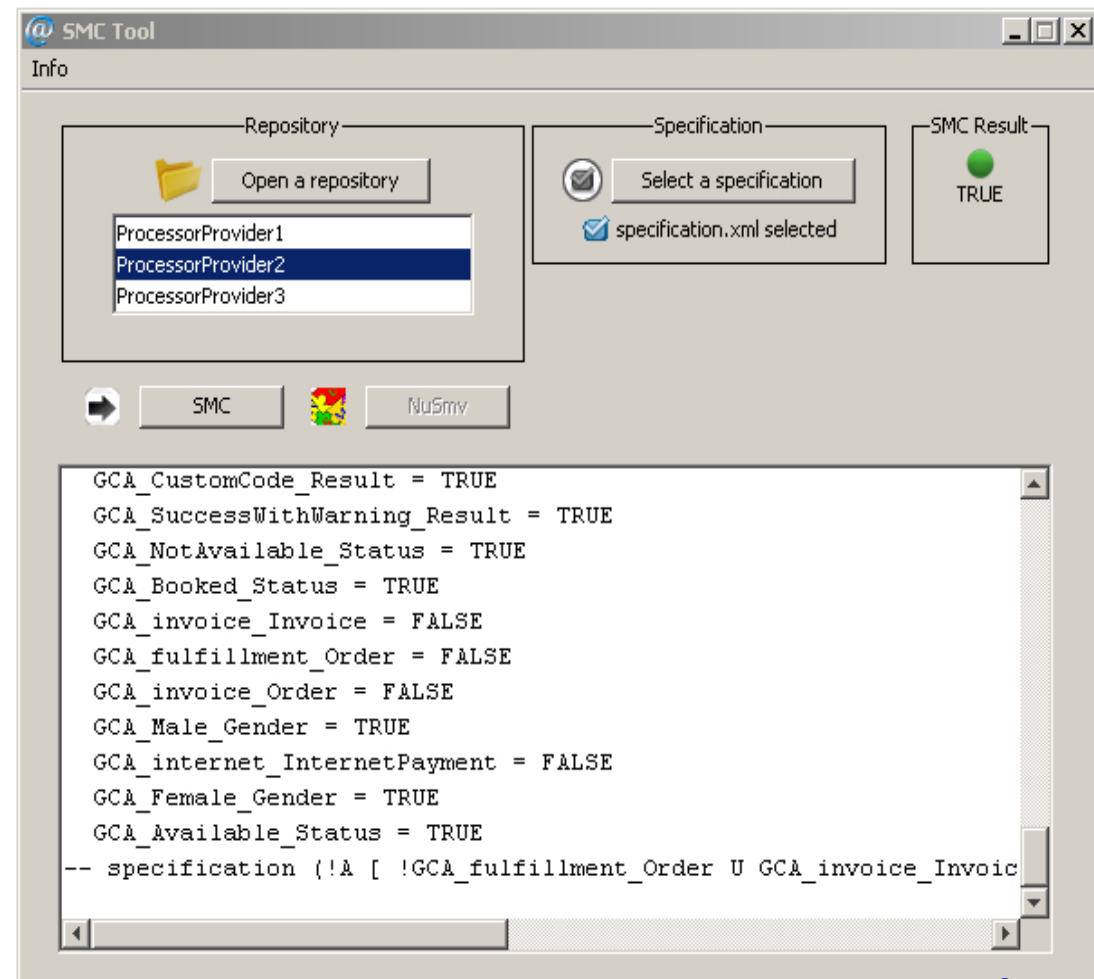 SMC Tool
Info
Repository
Open a repository
ProcessorProvider1
ProcessorProvider2
ProcessorProvider3
Specification
Select a specification
specification.xml selected
SMC Result
TRUE
SMC
NuSmv
GCA_CustomCode_Result = TRUE
GCA_SuccessWithWarning_Result = TRUE
GCA_NotAvailable_Status = TRUE
GCA_Booked_Status = TRUE
GCA_invoice_Invoice = FALSE
GCA_fulfillment_Order = FALSE
GCA_invoice_Order = FALSE
GCA_Male_Gender = TRUE
GCA_internet_InternetPayment = FALSE
GCA_Female_Gender = TRUE
GCA_Available_Status = TRUE
-- specification (!A [ !GCA_fulfillment_Order U GCA_invoice_Invoic